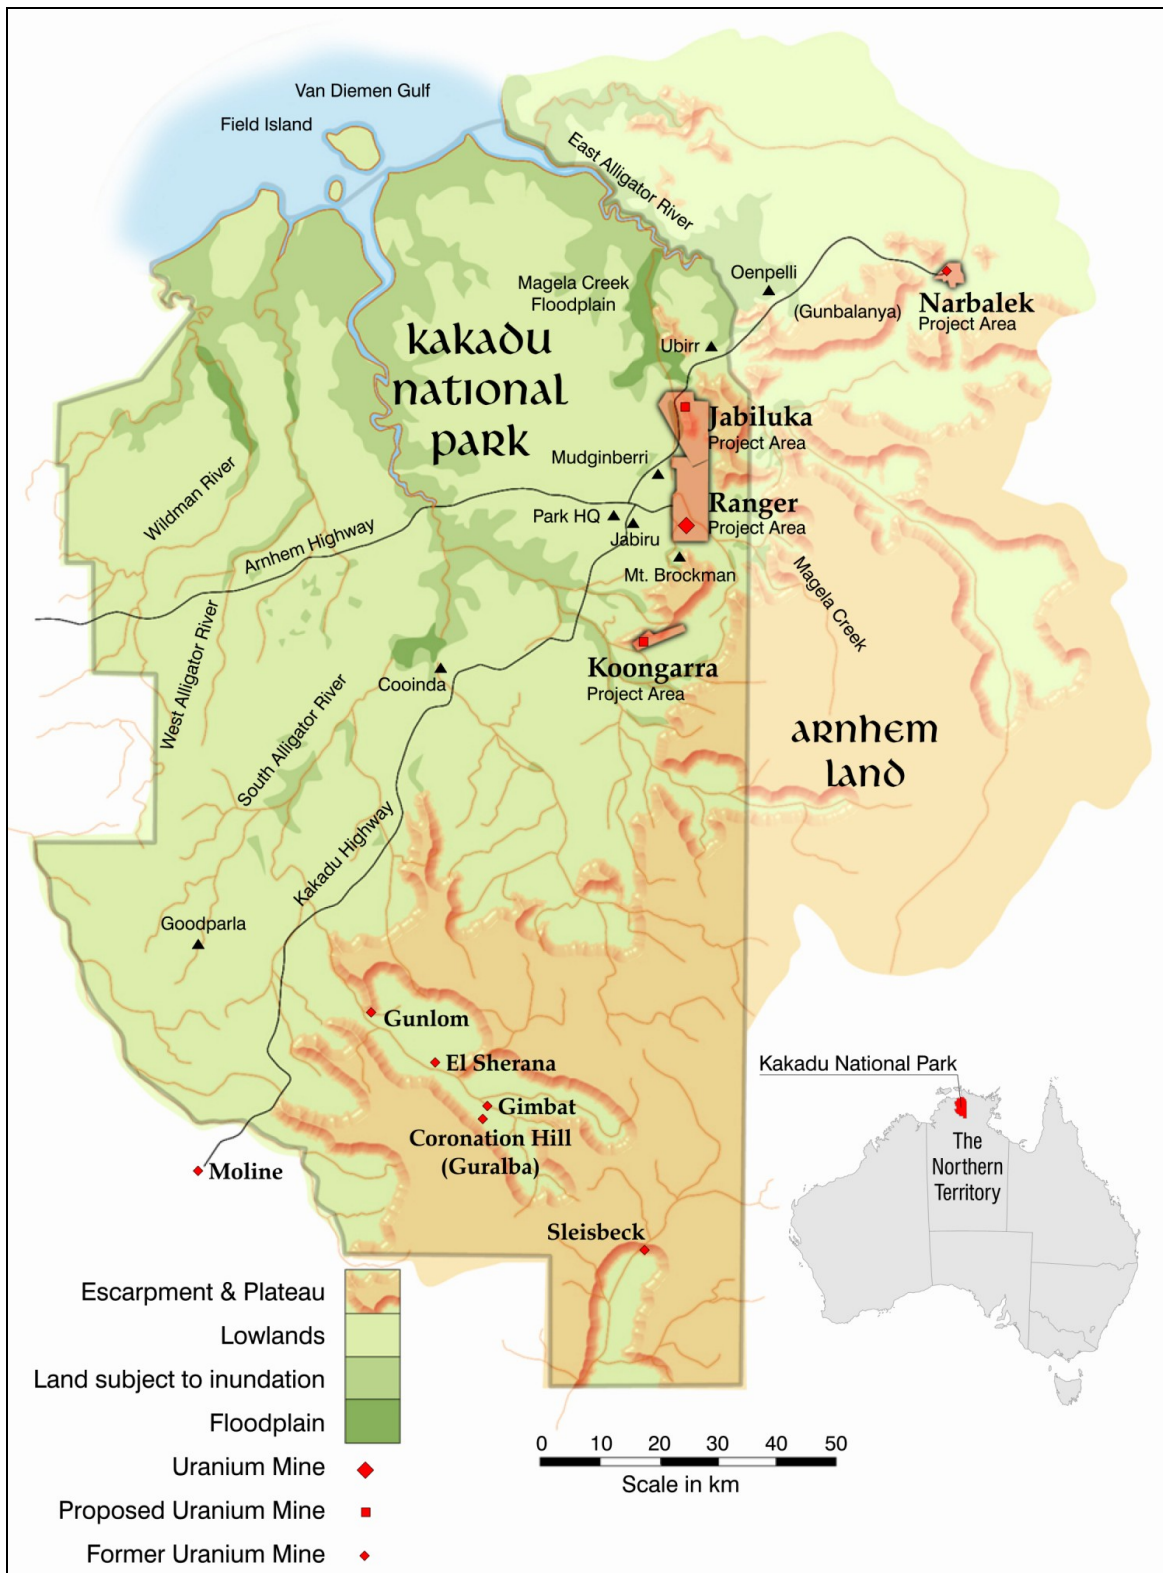 Van Diemen Gulf
Field Island
East Alligator River
Magela Creek
Floodplain
Oenpelli
(Gunbalanya)
Narbalek
Project Area
Ubirr
kakadu
national
park
Jabiluka
Project Area
Mudginberri
Wildman River
Ranger
Project Area
Park HQ
Jabiru
Arnhem Highway
Mt. Brockman
Magela Creek
West Alligator River
Koongarra
Project Area
Cooinda
South Alligator River
arnhem
land
Kakadu Highway
Goodparla
Gunlom
El Sherana
Gimbat
Coronation Hill
(Guralba)
Moline
Sleisbeck
Kakadu National Park
The
Northern
Territory
Escarpment & Plateau
Lowlands
Land subject to inundation
Floodplain
Uranium Mine
Proposed Uranium Mine
Former Uranium Mine
0 10 20 30 40 50
Scale in km